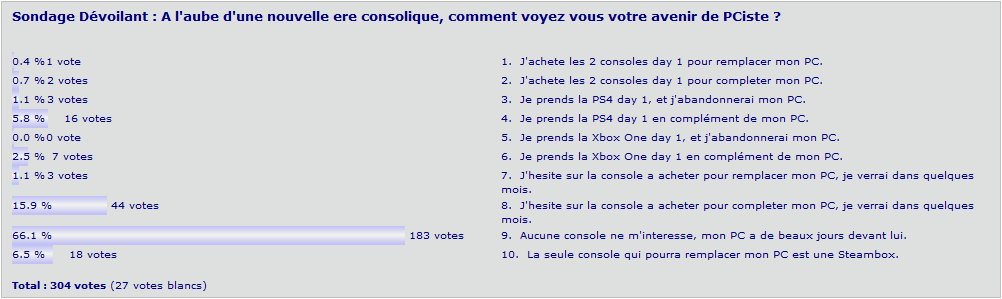 Sondage Dévoilant : A l'aube d'une nouvelle ere consolique, comment voyez vous votre avenir de PCiste ?
0.4 % 1 vote 1. J'achete les 2 consoles day 1 pour remplacer mon PC.
0.7 % 2 votes 2. J'achete les 2 consoles day 1 pour completer mon PC.
1.1 % 3 votes 3. Je prends la PS4 day 1, et j'abandonnerai mon PC.
5.8 % 16 votes 4. Je prends la PS4 day 1 en complément de mon PC.
0.0 % 0 vote 5. Je prends la Xbox One day 1, et j'abandonnerai mon PC.
2.5 % 7 votes 6. Je prends la Xbox One day 1 en complément de mon PC.
1.1 % 3 votes 7. J'hesite sur la console a acheter pour remplacer mon PC, je verrai dans quelques
mois.
15.9 % 44 votes 8. J'hesite sur la console a acheter pour completer mon PC, je verrai dans quelques
mois.
66.1 % 183 votes 9. Aucune console ne m'interesse, mon PC a de beaux jours devant lui.
6.5 % 18 votes 10. La seule console qui pourra remplacer mon PC est une Steambox.
Total : 304 votes (27 votes blancs)